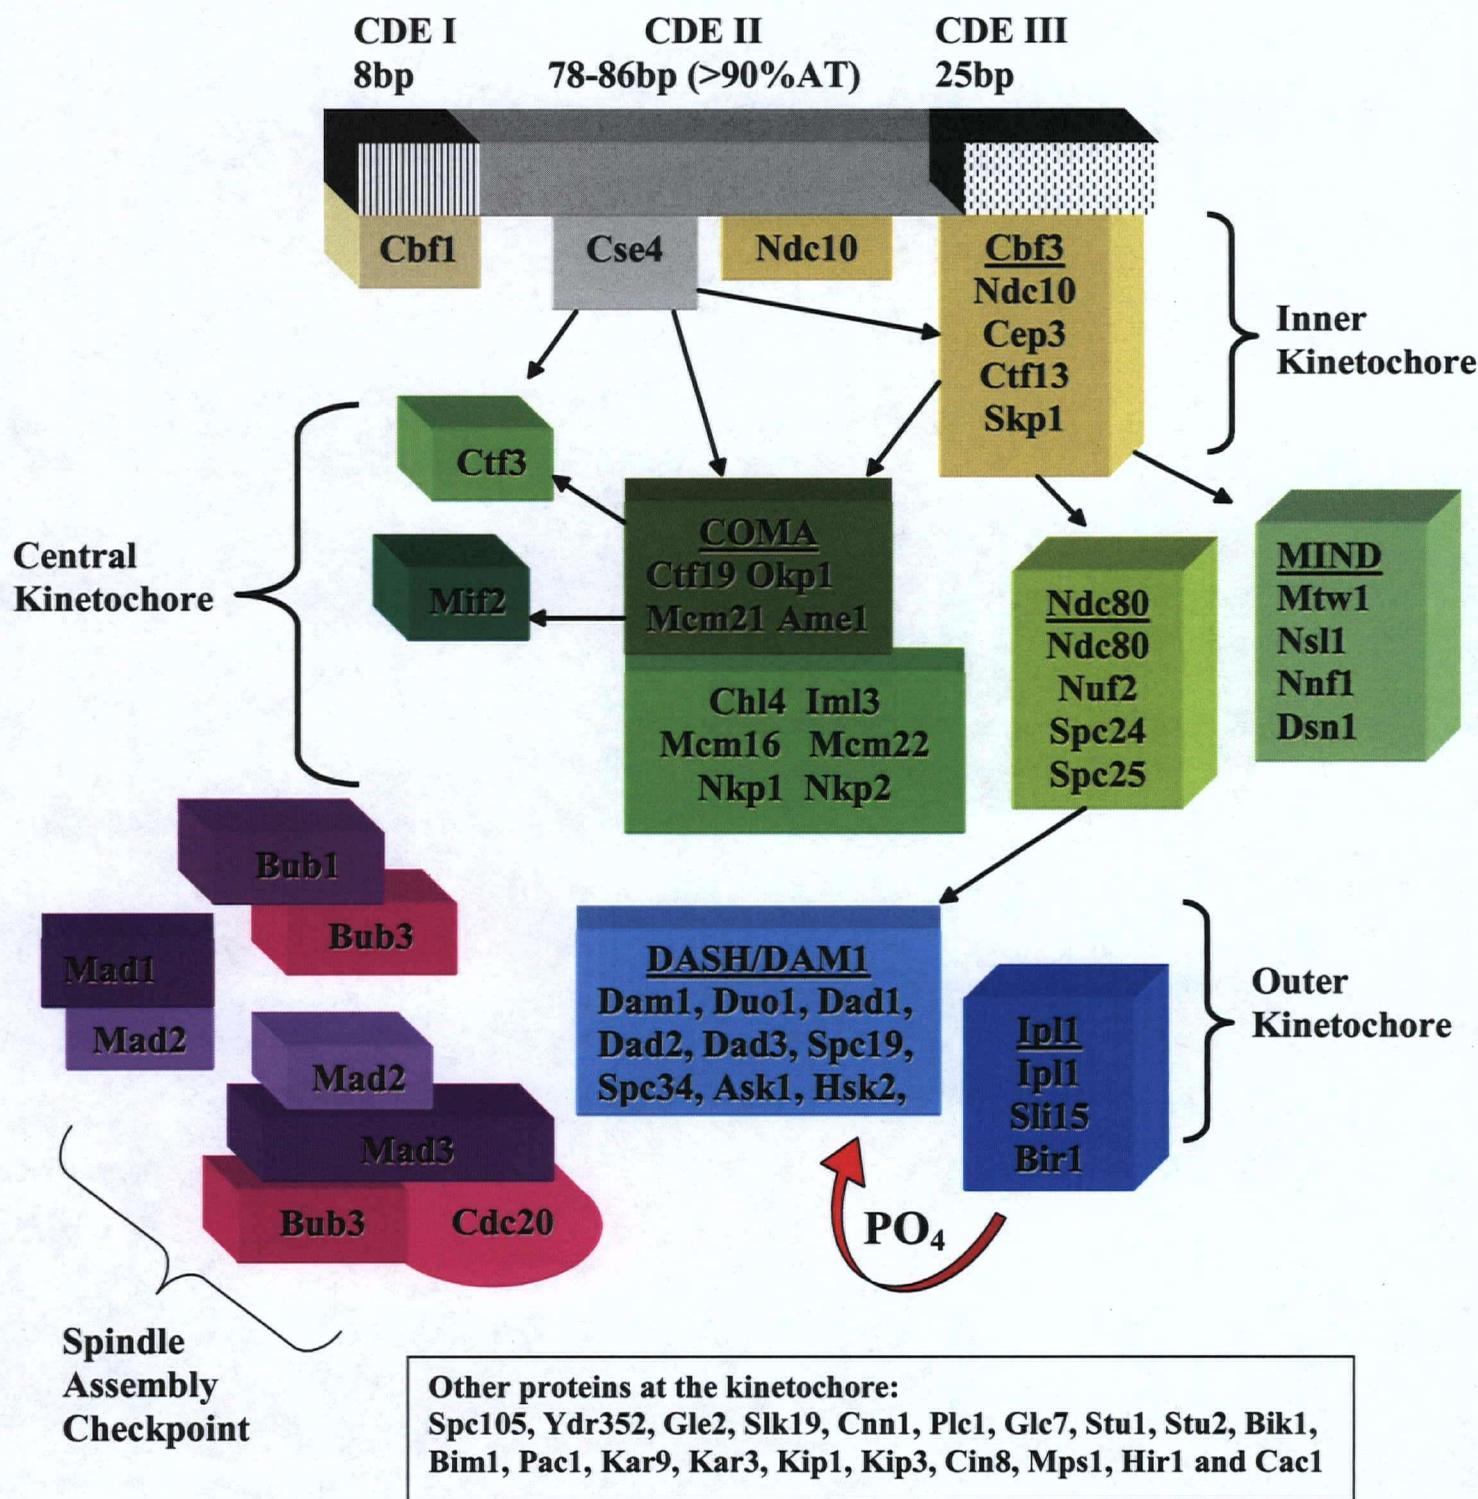 CDE I
8bp
CDE II
78-86bp (>90%AT)
CDE III
25bp
Cbf1
Cse4
Ndc10
Cbf3
Ndc10
Cep3
Ctf13
Skp1
Inner
Kinetochore
Central
Kinetochore
Ctf3
Mif2
COMA
Ctf19 Okp1
Mcm21 Ame1
Chl4 Iml3
Mcm16 Mcm22
Nkp1 Nkp2
Ndc80
Ndc80
Nuf2
Spc24
Spc25
MIND
Mtw1
Nsl1
Nnf1
Dsn1
Bub1
Bub3
Mad1
Mad2
Mad2
Mad3
Bub3
Cdc20
DASH/DAM1
Dam1, Duo1, Dad1,
Dad2, Dad3, Spc19,
Spc34, Ask1, Hsk2,
Ipl1
Ipl1
Sli15
Bir1
Outer
Kinetochore
PO₄
Spindle
Assembly
Checkpoint
Other proteins at the kinetochore:
Spc105, Ydr352, Gle2, Slk19, Cnn1, Plc1, Glc7, Stu1, Stu2, Bik1,
Bim1, Pac1, Kar9, Kar3, Kip1, Kip3, Cin8, Mps1, Hir1 and Cac1